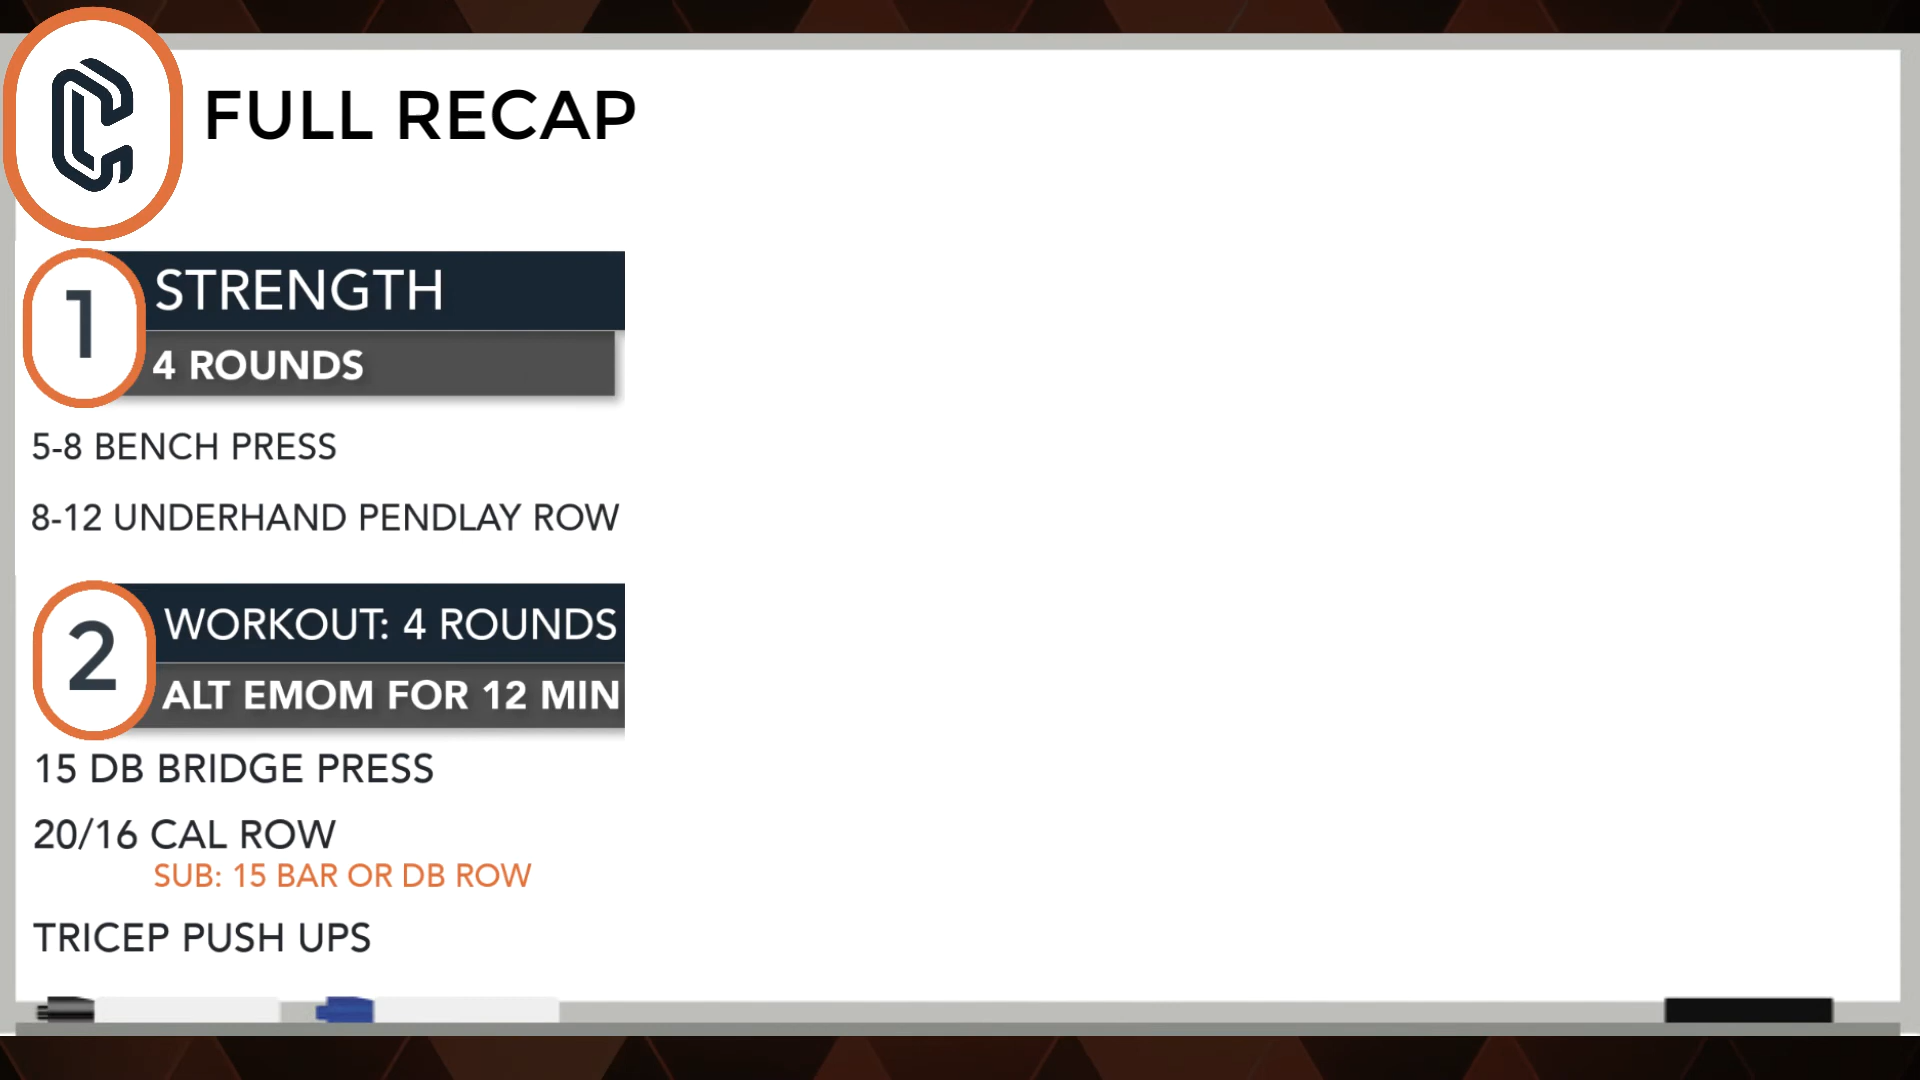 FULL RECAP
1
STRENGTH
4 ROUNDS
5-8 BENCH PRESS
8-12 UNDERHAND PENDLAY ROW
2
WORKOUT: 4 ROUNDS
ALT EMOM FOR 12 MIN
15 DB BRIDGE PRESS
20/16 CAL ROW
SUB: 15 BAR OR DB ROW
TRICEP PUSH UPS